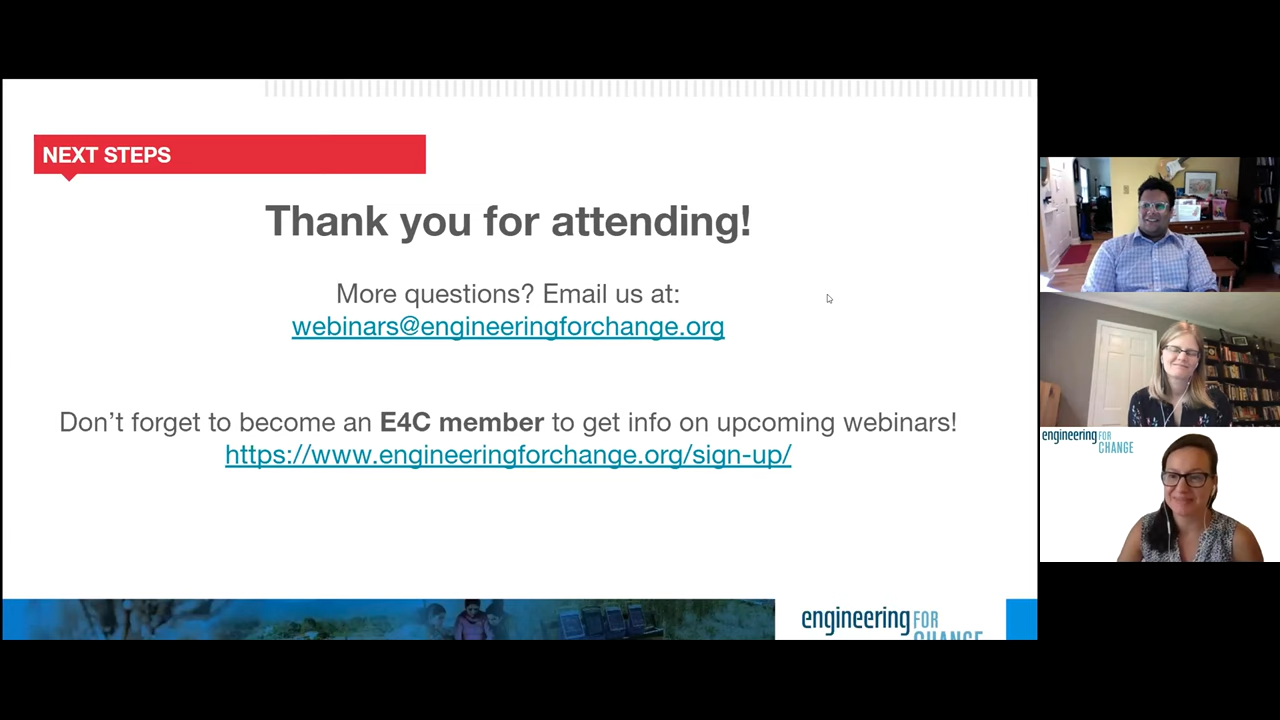 NEXT STEPS
Thank you for attending!
More questions? Email us at:
webinars@engineeringforchange.org
Don't forget to become an E4C member to get info on upcoming webinars!
https://www.engineeringforchange.org/sign-up/
engineering FOR
CHANGE
engineering FOR
CHANGE